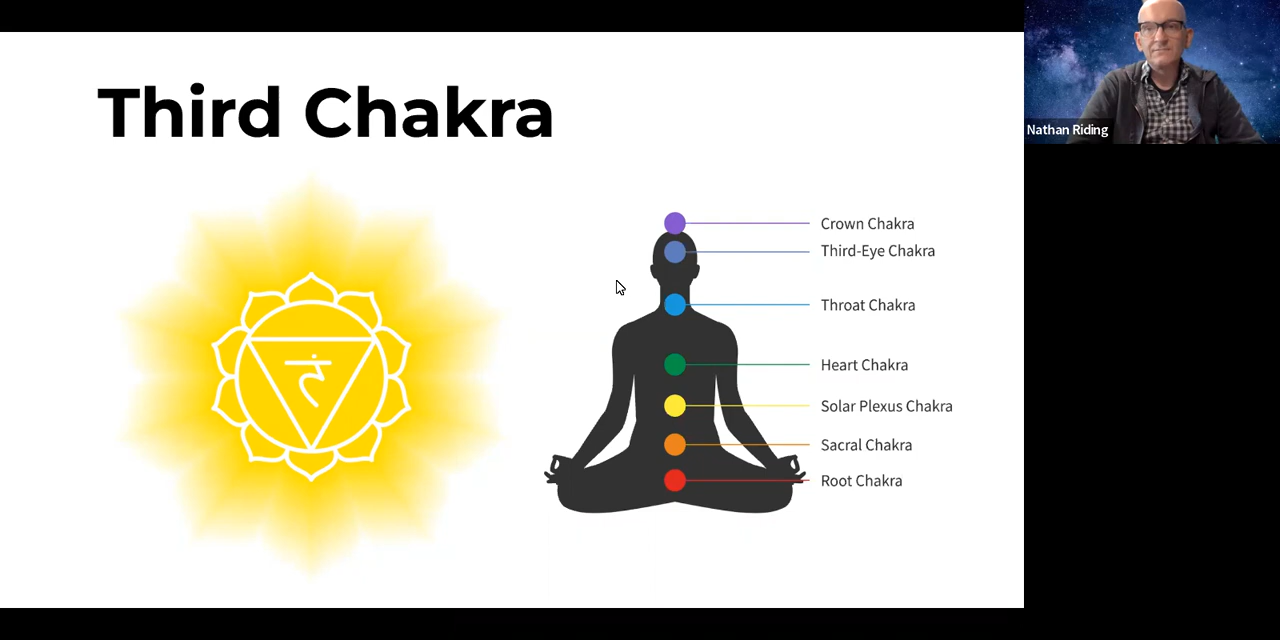 Third Chakra
रं
Crown Chakra
Third-Eye Chakra
Throat Chakra
Heart Chakra
Solar Plexus Chakra
Sacral Chakra
Root Chakra
Nathan Riding